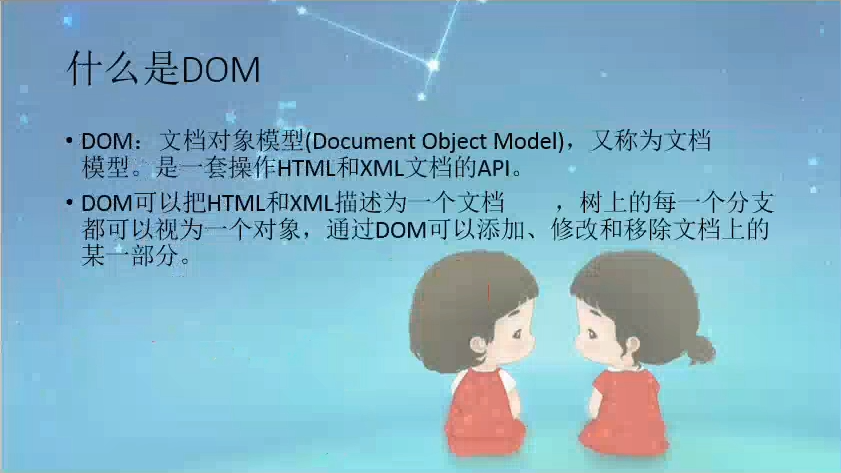 什么是DOM
• DOM：文档对象模型(Document Object Model)，又称为文档
模型。是一套操作HTML和XML文档的API。
• DOM可以把HTML和XML描述为一个文档 ，树上的每一个分支
都可以视为一个对象，通过DOM可以添加、修改和移除文档上的
某一部分。